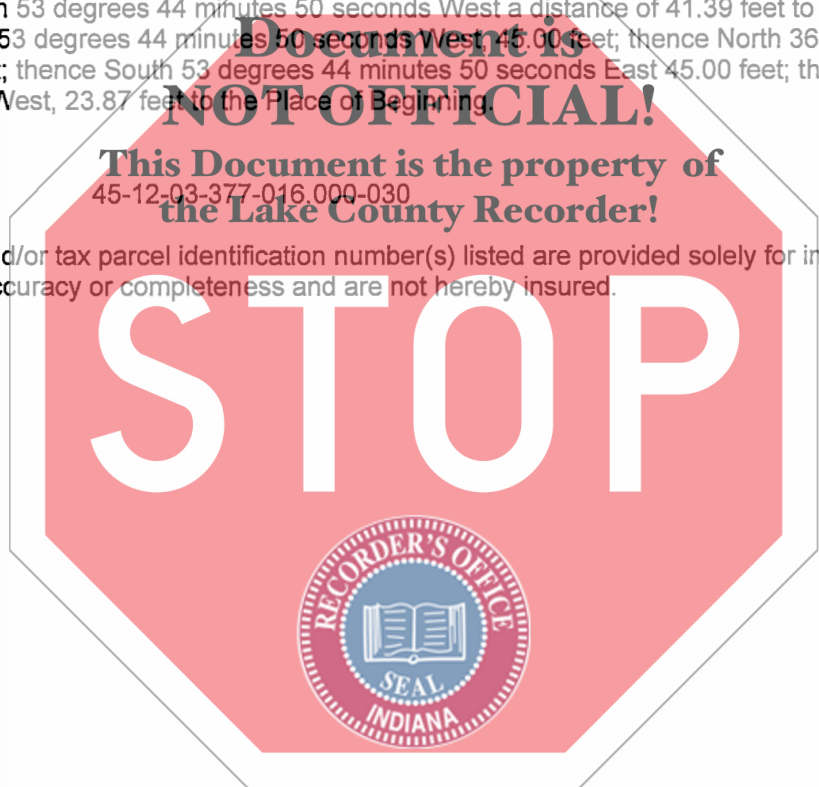 53 degrees 44 minutes 50 seconds West a distance of 41.39 feet to
Document is
53 degrees 44 minutes 50 seconds West, 45.00 feet; thence North 36
; thence South 53 degrees 44 minutes 50 seconds East 45.00 feet;
West, 23.87 feet to the Place of Beginning.
NOT OFFICIAL!
This Document is the property of
45-12-03-377-016.000-030
the Lake County Recorder!
d/or tax parcel identification number(s) listed are provided solely for
or completeness and are not hereby insured.
STOP
RECORDER'S OFFICE
SEAL
INDIANA